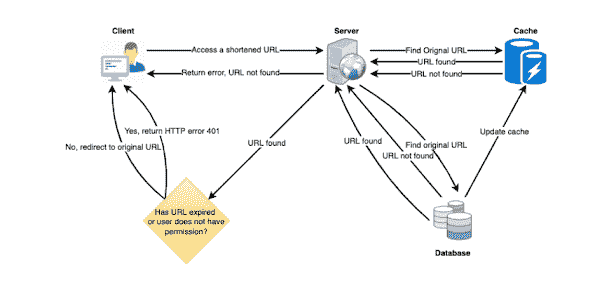 Client
Server
Cache
Access a shortened URL
Find Orignal URL
URL found
Return error, URL not found
URL not found
Yes, return HTTP error 401
No, redirect to original URL
URL found
URL found
Find original URL
URL not found
Update cache
Has URL expired
or user does not have
permission?
Database